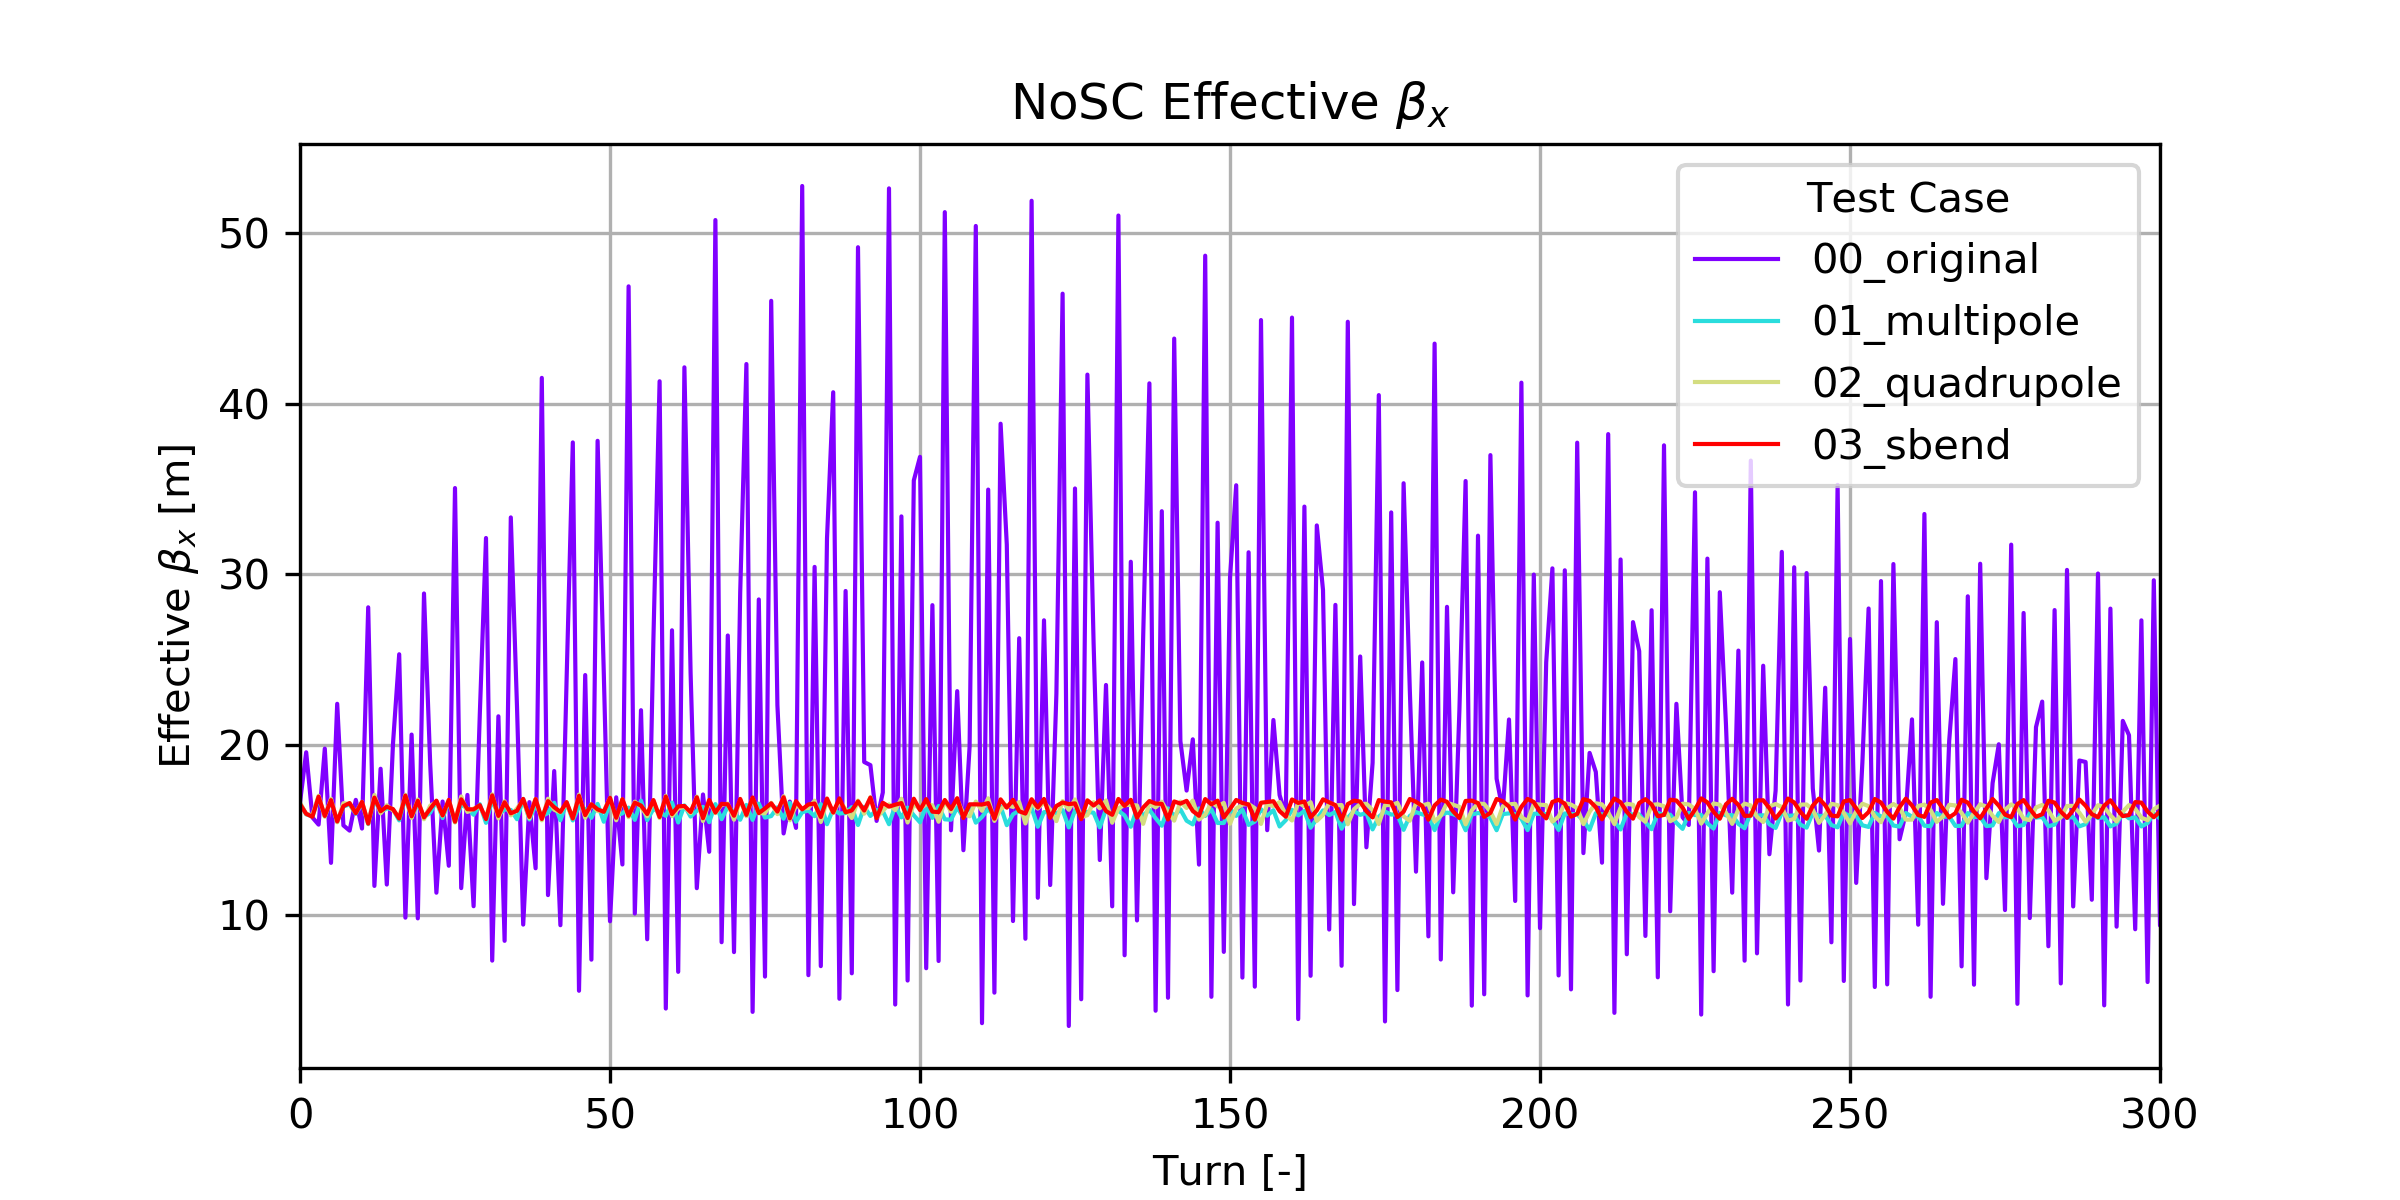 NoSC Effective βx
Effective βx [m]
50
40
30
20
10
0 50 100 150 200 250 300
Turn [-]
Test Case
00_original
01_multipole
02_quadrupole
03_sbend